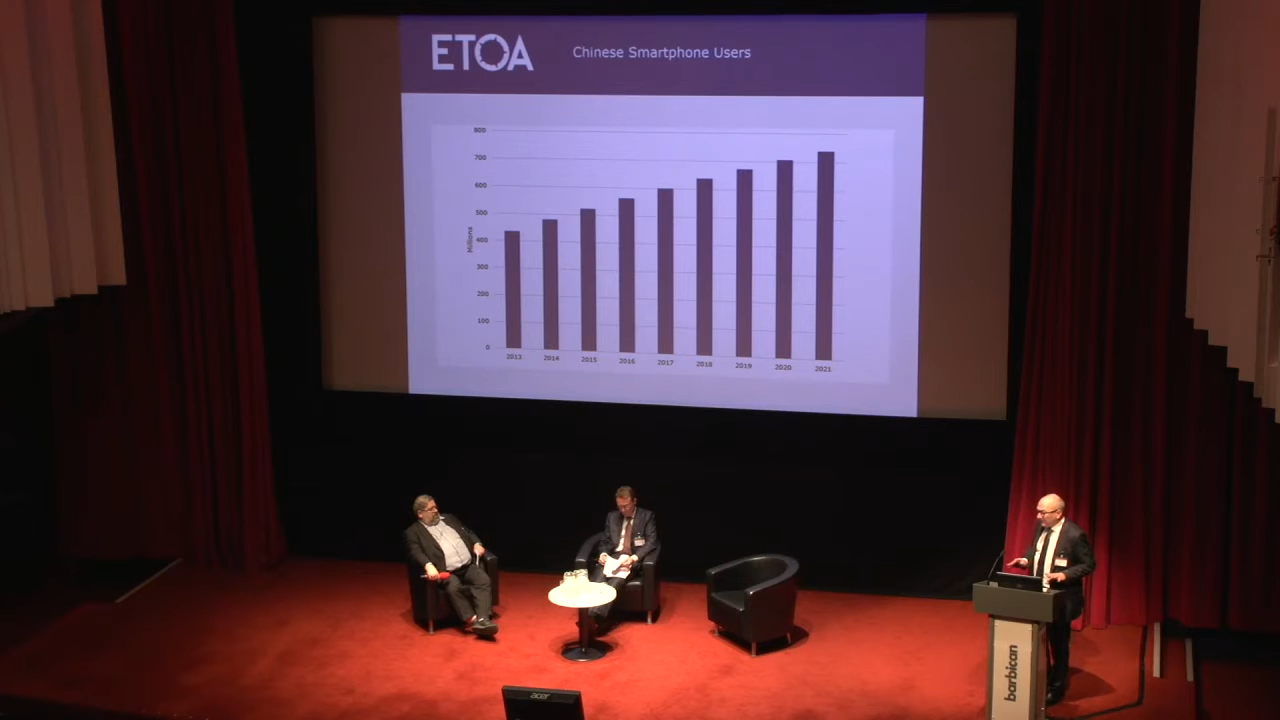 ETOA
Chinese Smartphone Users
800
700
600
500
400
300
200
100
0
Millions
2013 2014 2015 2016 2017 2018 2019 2020 2021
barbican
acer